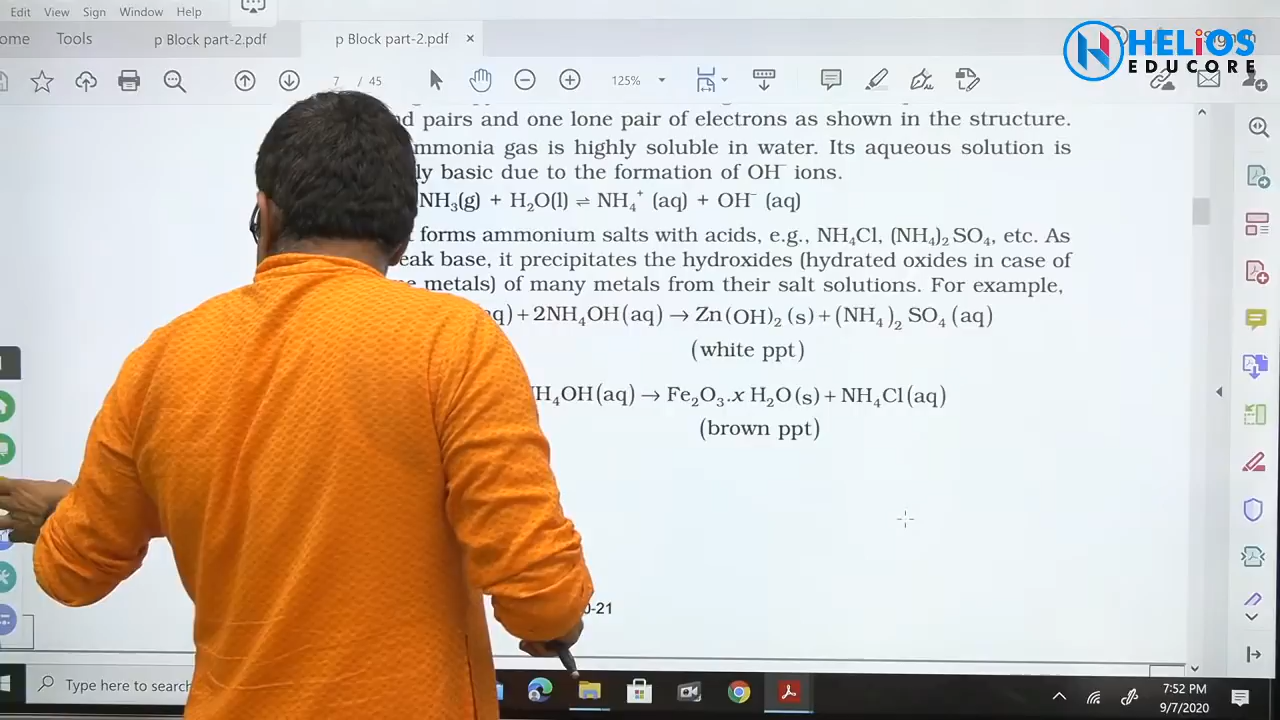 Edit View Sign Window Help
ome Tools p Block part-2.pdf p Block part-2.pdf ×
HELiOS
EDUCORE
7 / 45 125%
nd pairs and one lone pair of electrons as shown in the structure.
mmonia gas is highly soluble in water. Its aqueous solution is
ly basic due to the formation of OH⁻ ions.
NH₃(g) + H₂O(l) ⇌ NH₄⁺ (aq) + OH⁻ (aq)
t forms ammonium salts with acids, e.g., NH₄Cl, (NH₄)₂ SO₄, etc. As
eak base, it precipitates the hydroxides (hydrated oxides in case of
me metals) of many metals from their salt solutions. For example,
aq) + 2NH₄OH(aq) → Zn(OH)₂(s) + (NH₄)₂ SO₄(aq)
(white ppt)
NH₄OH(aq) → Fe₂O₃.x H₂O(s) + NH₄Cl(aq)
(brown ppt)
0-21
Type here to searc
7:52 PM
9/7/2020